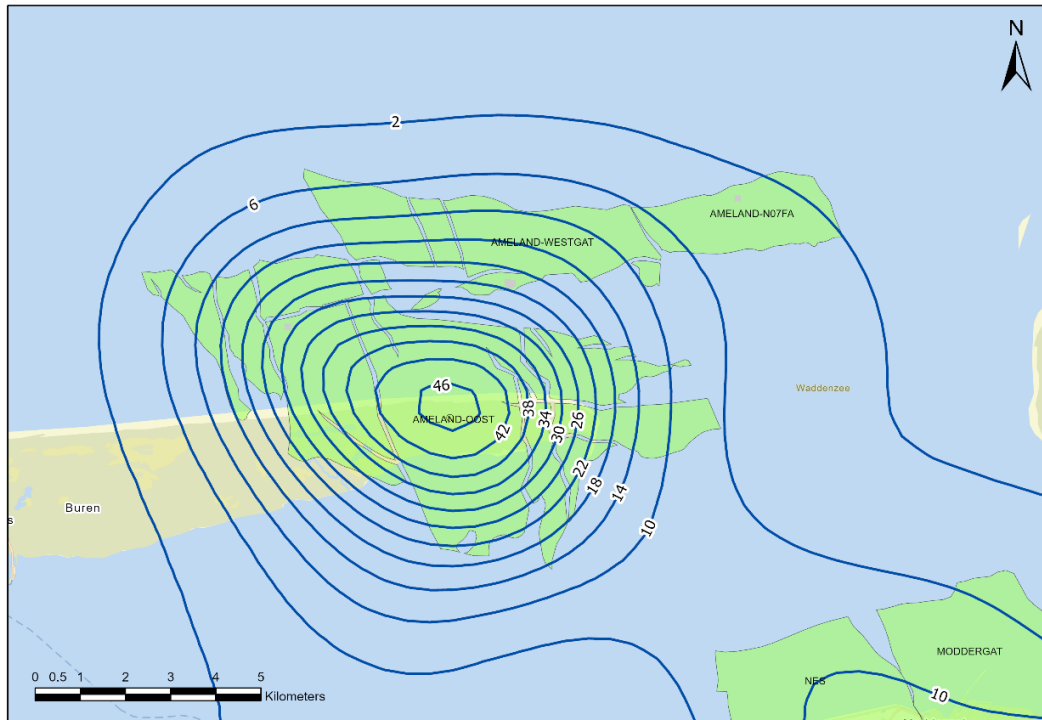 N
2
6
AMELAND-N07FA
AMELAND-WESTGAT
46
Waddenzee
AMELAND-OOST
38
34
30
26
42
22
18
14
10
Buren
s
MODDERGAT
NES
10
0 0.5 1 2 3 4 5
Kilometers